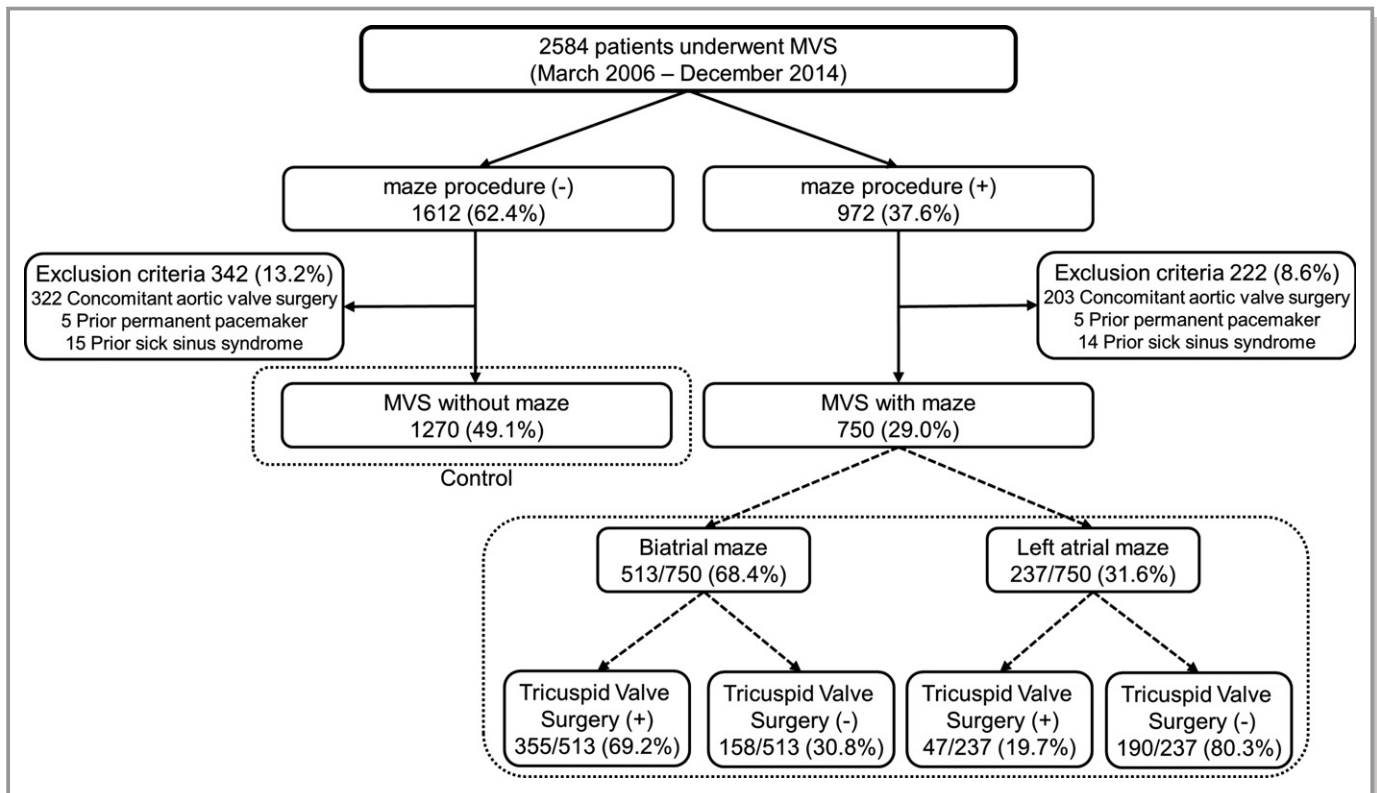 2584 patients underwent MVS
(March 2006 – December 2014)
maze procedure (-)
1612 (62.4%)
maze procedure (+)
972 (37.6%)
Exclusion criteria 342 (13.2%)
322 Concomitant aortic valve surgery
5 Prior permanent pacemaker
15 Prior sick sinus syndrome
Exclusion criteria 222 (8.6%)
203 Concomitant aortic valve surgery
5 Prior permanent pacemaker
14 Prior sick sinus syndrome
MVS without maze
1270 (49.1%)
Control
MVS with maze
750 (29.0%)
Biatrial maze
513/750 (68.4%)
Left atrial maze
237/750 (31.6%)
Tricuspid Valve
Surgery (+)
355/513 (69.2%)
Tricuspid Valve
Surgery (-)
158/513 (30.8%)
Tricuspid Valve
Surgery (+)
47/237 (19.7%)
Tricuspid Valve
Surgery (-)
190/237 (80.3%)